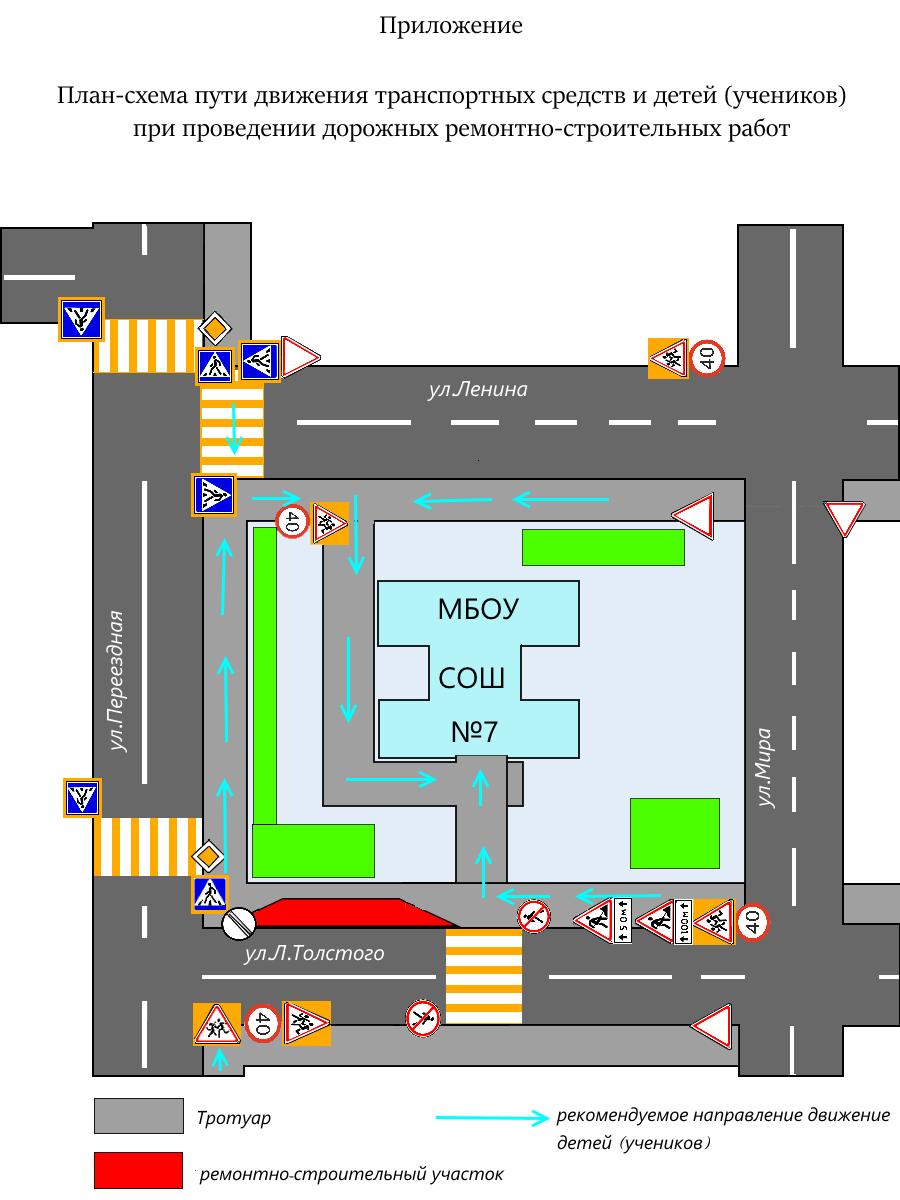 Приложение
План-схема пути движения транспортных средств и детей (учеников)
при проведении дорожных ремонтно-строительных работ
ул.Ленина
40
40
МБОУ
СОШ
№7
ул.Переездная
ул.Мира
50м
100м
40
ул.Л.Толстого
40
Тротуар
рекомендуемое направление движение
детей (учеников)
ремонтно-строительный участок